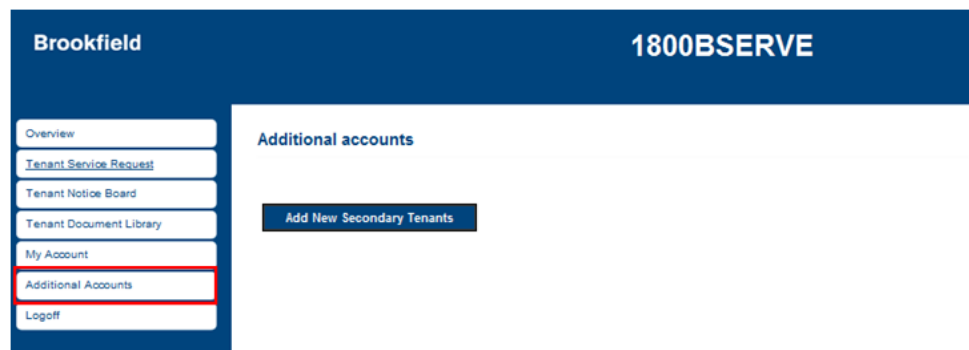 Brookfield
1800BSERVE
Overview
Tenant Service Request
Tenant Notice Board
Tenant Document Library
My Account
Additional Accounts
Logoff
Additional accounts
Add New Secondary Tenants